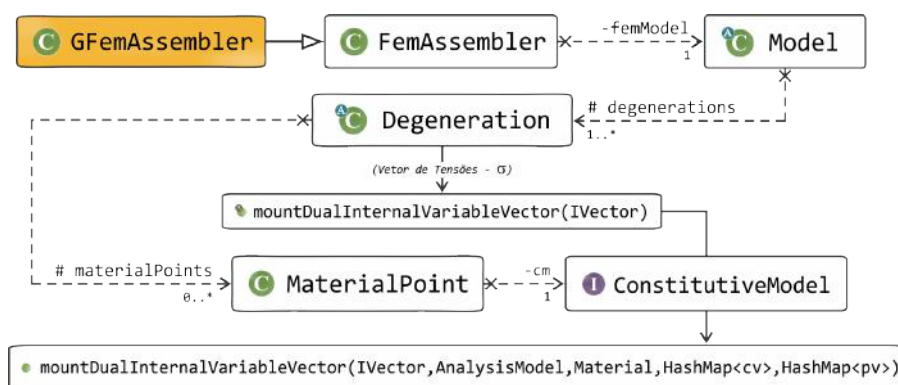 C GFemAssembler
C FemAssembler
-femModel
1
A C Model
# degenerations
1..*
A C Degeneration
(Vetor de Tensões - σ)
mountDualInternalVariableVector(IVector)
# materialPoints
0..*
C MaterialPoint
-cm
1
I ConstitutiveModel
mountDualInternalVariableVector(IVector,AnalysisModel,Material,HashMap<cv>,HashMap<pv>)